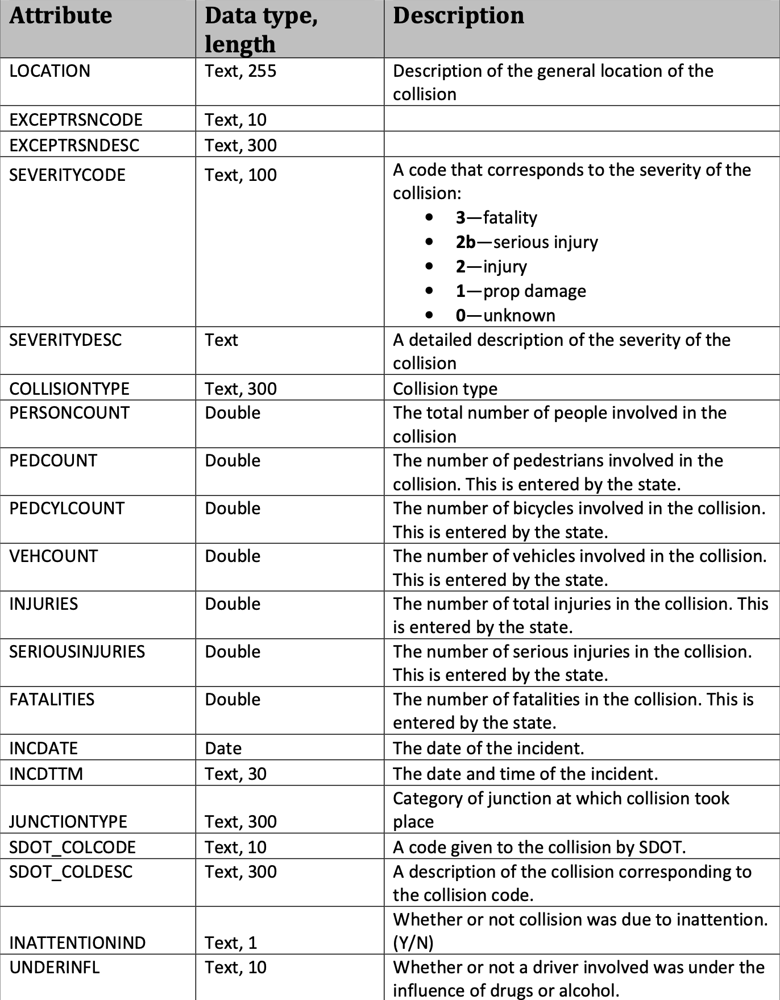 Attribute Data type, length Description
LOCATION Text, 255 Description of the general location of the
collision
EXCEPTRSNCODE Text, 10
EXCEPTRSNDESC Text, 300
SEVERITYCODE Text, 100 A code that corresponds to the severity of the
collision:
• 3—fatality
• 2b—serious injury
• 2—injury
• 1—prop damage
• 0—unknown
SEVERITYDESC Text A detailed description of the severity of the
collision
COLLISIONTYPE Text, 300 Collision type
PERSONCOUNT Double The total number of people involved in the
collision
PEDCOUNT Double The number of pedestrians involved in the
collision. This is entered by the state.
PEDCYLCOUNT Double The number of bicycles involved in the collision.
This is entered by the state.
VEHCOUNT Double The number of vehicles involved in the collision.
This is entered by the state.
INJURIES Double The number of total injuries in the collision. This
is entered by the state.
SERIOUSINJURIES Double The number of serious injuries in the collision.
This is entered by the state.
FATALITIES Double The number of fatalities in the collision. This is
entered by the state.
INCDATE Date The date of the incident.
INCDTTM Text, 30 The date and time of the incident.
Category of junction at which collision took
JUNCTIONTYPE Text, 300 place
SDOT_COLCODE Text, 10 A code given to the collision by SDOT.
SDOT_COLDESC Text, 300 A description of the collision corresponding to
the collision code.
Whether or not collision was due to inattention.
INATTENTIONIND Text, 1 (Y/N)
UNDERINFL Text, 10 Whether or not a driver involved was under the
influence of drugs or alcohol.